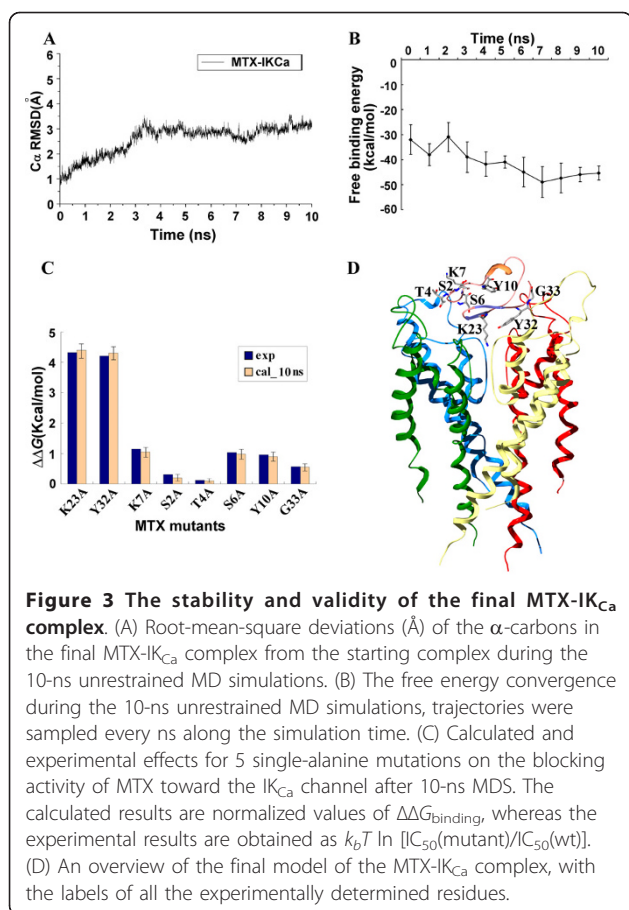 A
MTX-IKCa
Cα RMSD(Å)
6
5
4
3
2
1
0
0 1 2 3 4 5 6 7 8 9 10
Time (ns)
B
Time (ns)
0 1 2 3 4 5 6 7 8 9 10
Free binding energy
(kcal/mol)
0
-10
-20
-30
-40
-50
-60
C
exp
cal_10ns
ΔΔG(Kcal/mol)
6
5
4
3
2
1
0
K23A Y32A K7A S2A T4A S6A Y10A G33A
MTX mutants
D
K7
T4 S2 Y10
S6 G33
K23 Y32
Figure 3 The stability and validity of the final MTX-IKCa
complex. (A) Root-mean-square deviations (Å) of the α-carbons in
the final MTX-IKCa complex from the starting complex during the
10-ns unrestrained MD simulations. (B) The free energy convergence
during the 10-ns unrestrained MD simulations, trajectories were
sampled every ns along the simulation time. (C) Calculated and
experimental effects for 5 single-alanine mutations on the blocking
activity of MTX toward the IKCa channel after 10-ns MDS. The
calculated results are normalized values of ΔΔGbinding, whereas the
experimental results are obtained as kbT ln [IC50(mutant)/IC50(wt)].
(D) An overview of the final model of the MTX-IKCa complex, with
the labels of all the experimentally determined residues.